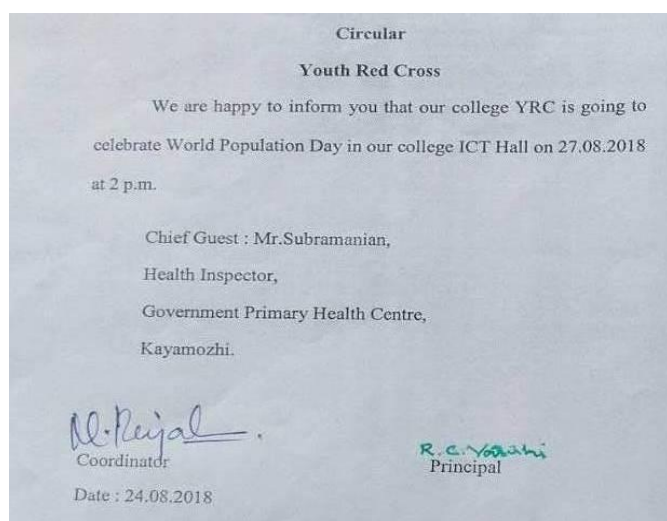 Circular
Youth Red Cross
We are happy to inform you that our college YRC is going to
celebrate World Population Day in our college ICT Hall on 27.08.2018
at 2 p.m.
Chief Guest : Mr.Subramanian,
Health Inspector,
Government Primary Health Centre,
Kayamozhi.
Coordinator
R. C.
Principal
Date : 24.08.2018